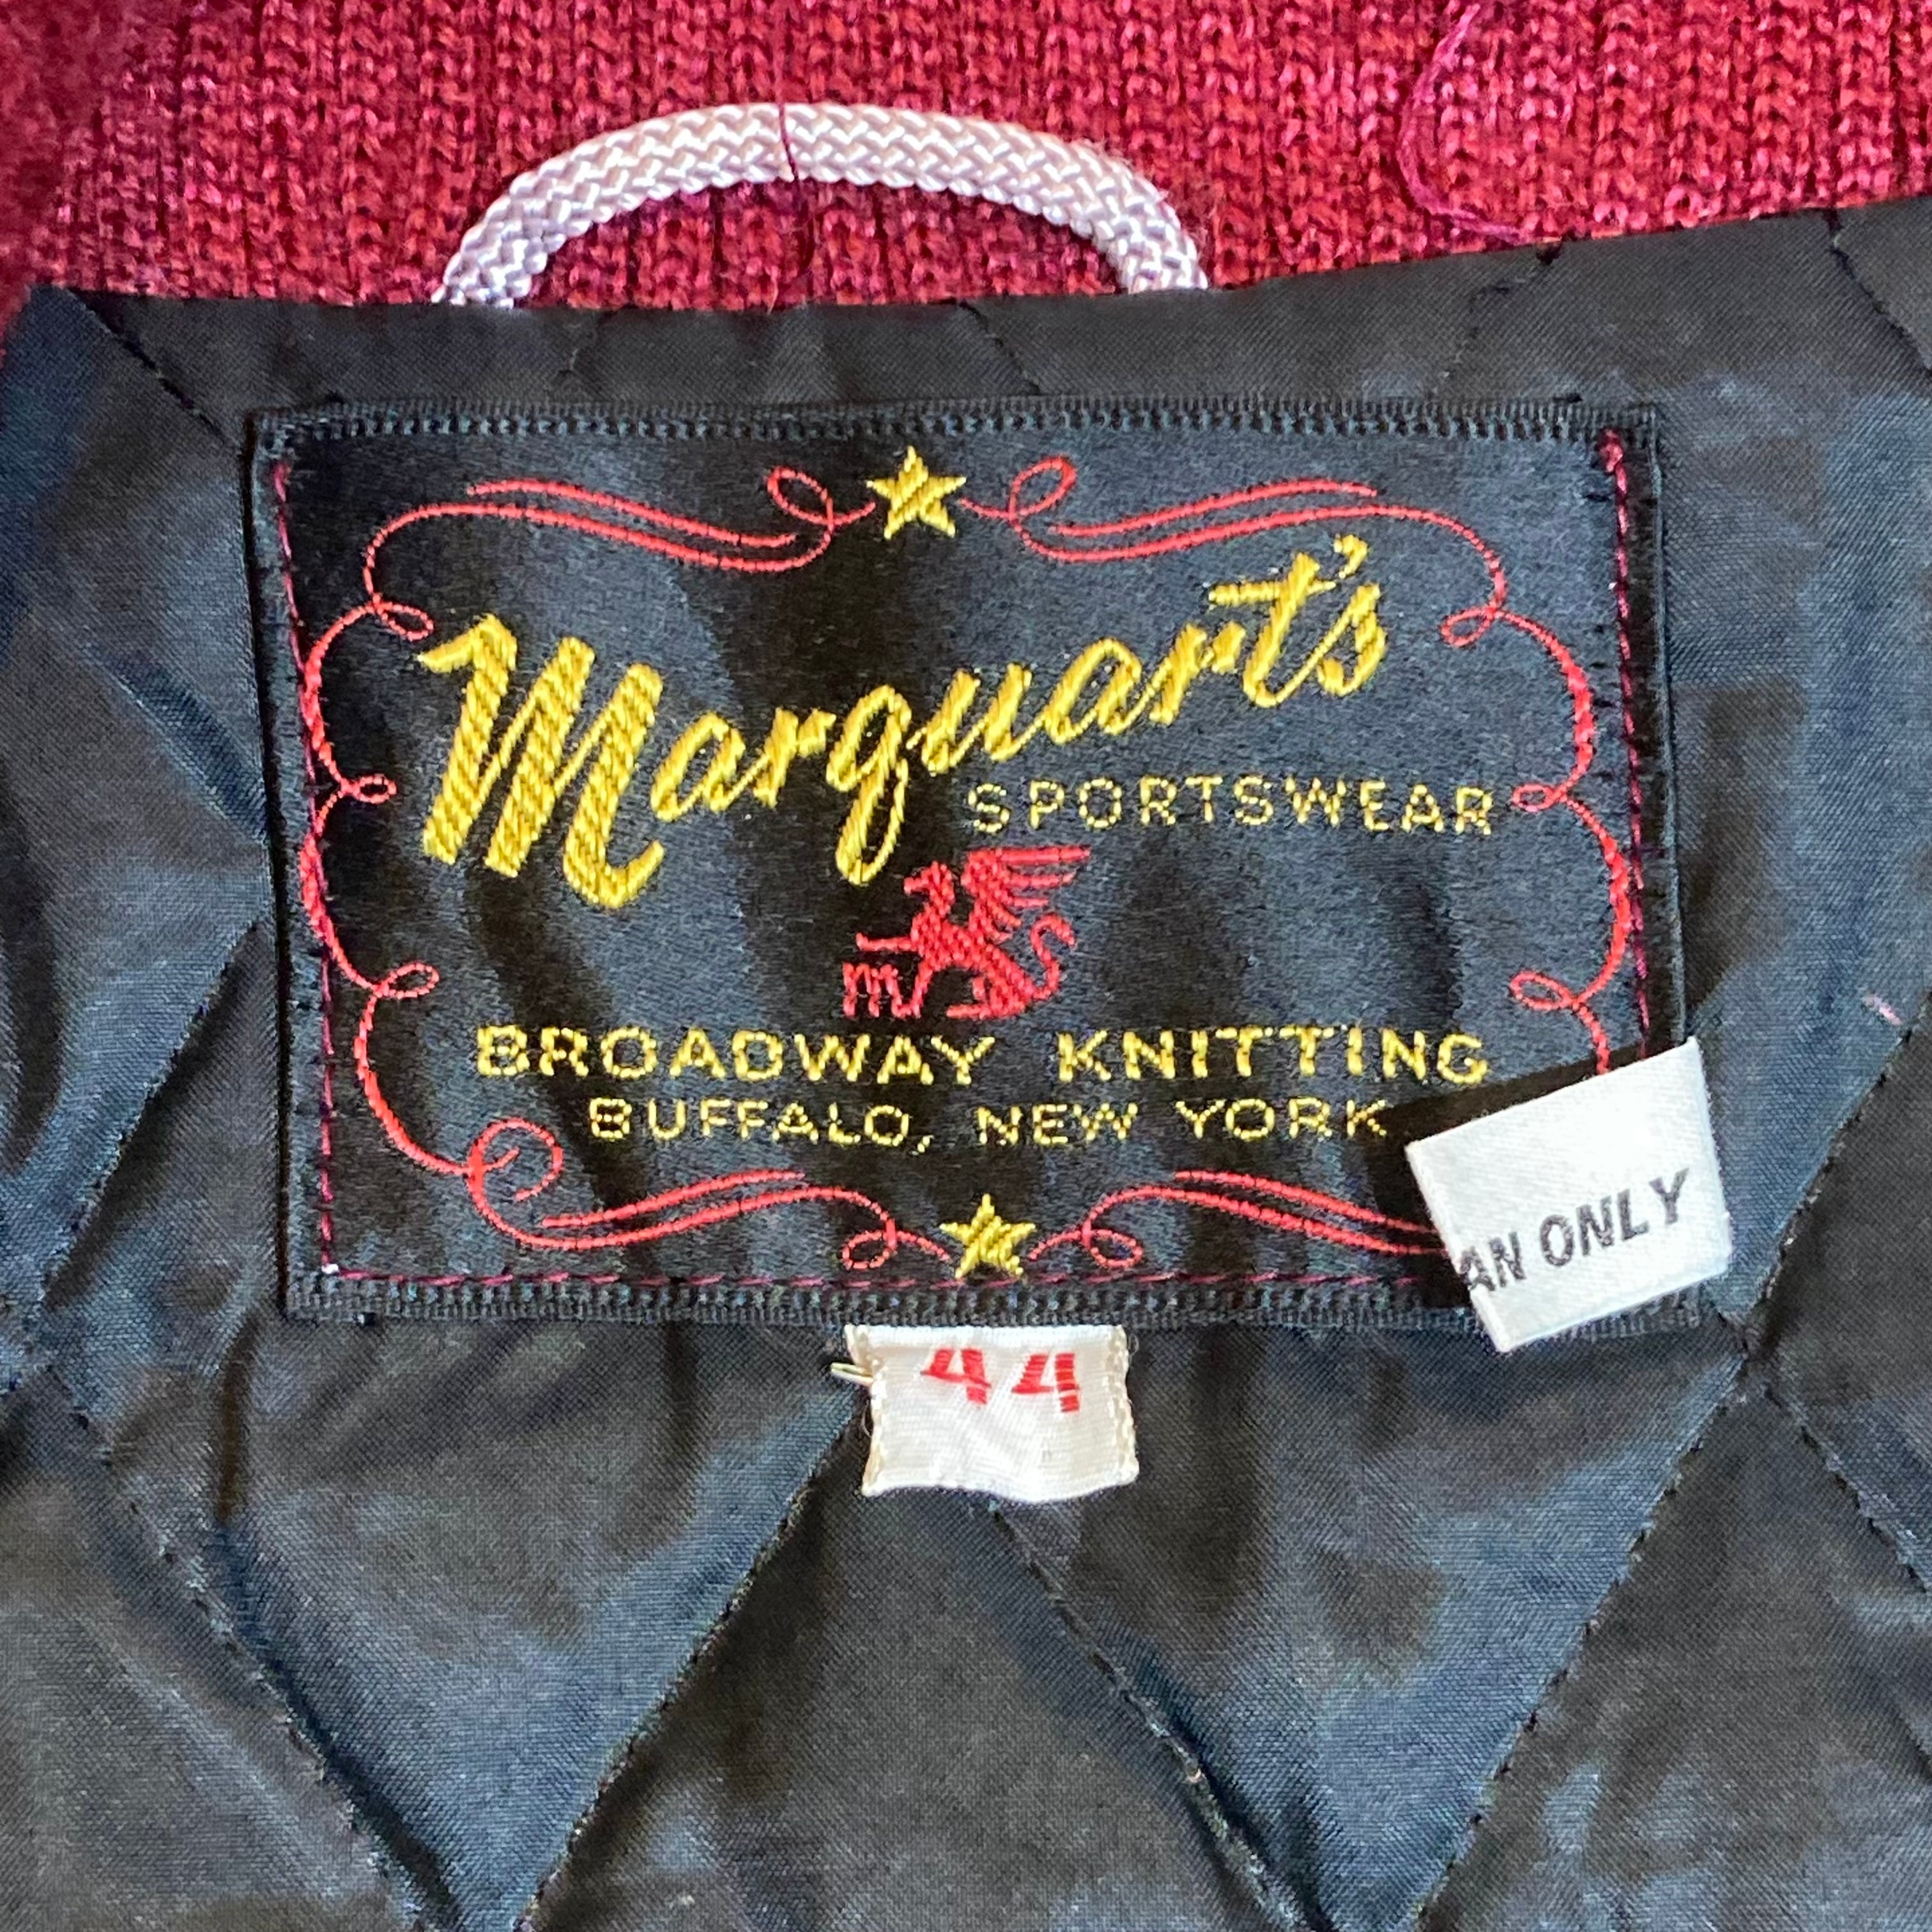 Marquart's
SPORTSWEAR
m
BROADWAY KNITTING
BUFFALO, NEW YORK
AN ONLY
44